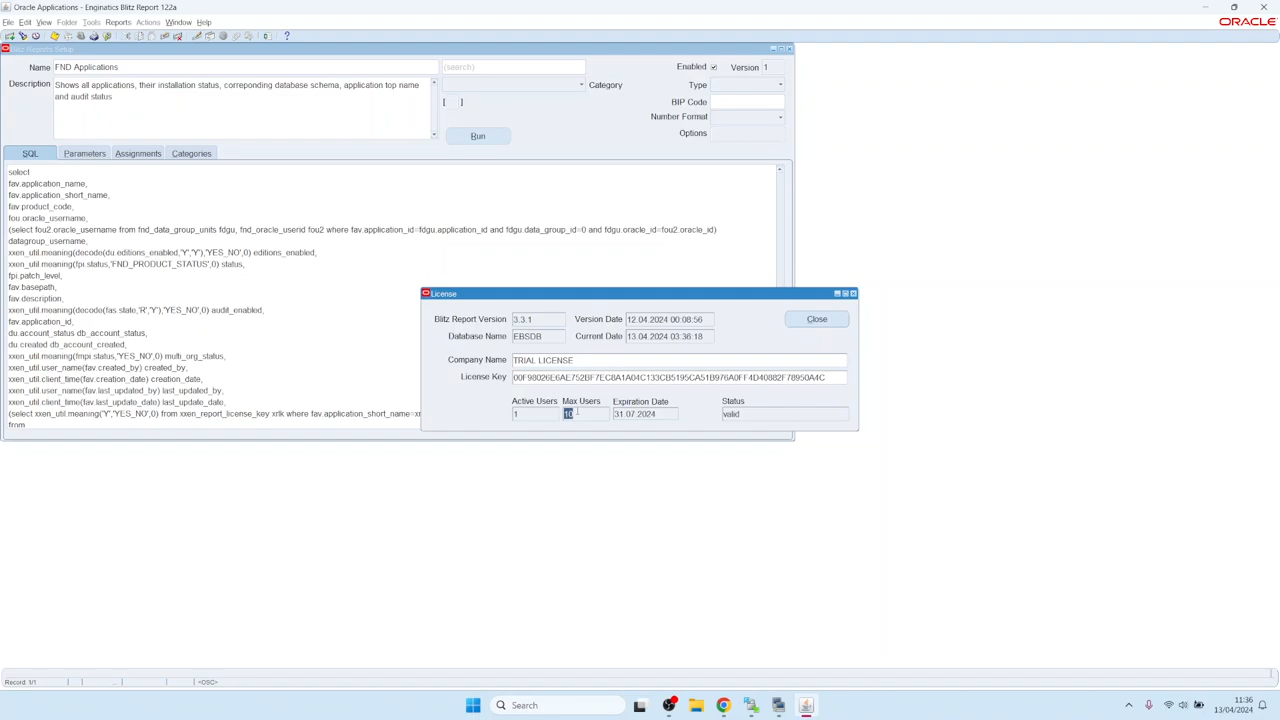 Oracle Applications - Enginatics Blitz Report 122a
File Edit View Folder Tools Reports Actions Window Help
ORACLE
Blitz Reports Setup
Name FND Applications (search) Enabled Version 1
Description Shows all applications, their installation status, correponding database schema, application top name Category Type
and audit status
[ ] BIP Code
Number Format
Run Options
SQL Parameters Assignments Categories
select
fav.application_name,
fav.application_short_name,
fav.product_code,
fou.oracle_username,
(select fou2.oracle_username from fnd_data_group_units fdgu, fnd_oracle_userid fou2 where fav.application_id=fdgu.application_id and fdgu.data_group_id=0 and fdgu.oracle_id=fou2.oracle_id)
datagroup_username,
xxen_util.meaning(decode(du.editions_enabled,'Y','Y'),'YES_NO',0) editions_enabled,
xxen_util.meaning(fpi.status,'FND_PRODUCT_STATUS',0) status,
fpi.patch_level,
fav.basepath,
fav.description,
xxen_util.meaning(decode(fas.state,'R','Y'),'YES_NO',0) audit_enabled,
fav.application_id,
du.account_status db_account_status,
du.created db_account_created,
xxen_util.meaning(fmpi.status,'YES_NO',0) multi_org_status,
xxen_util.user_name(fav.created_by) created_by,
xxen_util.client_time(fav.creation_date) creation_date,
xxen_util.user_name(fav.last_updated_by) last_updated_by,
xxen_util.client_time(fav.last_update_date) last_update_date,
(select xxen_util.meaning('Y','YES_NO',0) from xxen_report_license_key xrlk where fav.application_short_name=x
from
License
Blitz Report Version 3.3.1 Version Date 12.04.2024 00:08:56 Close
Database Name EBSDB Current Date 13.04.2024 03:36:18
Company Name TRIAL LICENSE
License Key 00F98026E6AE752BF7EC8A1A04C133CB5195CA51B976A0FF4D40882F78950A4C
Active Users Max Users Expiration Date Status
1 10 31.07.2024 valid
Record: 1/1 ... <OSC>
Search
11:36
13/04/2024